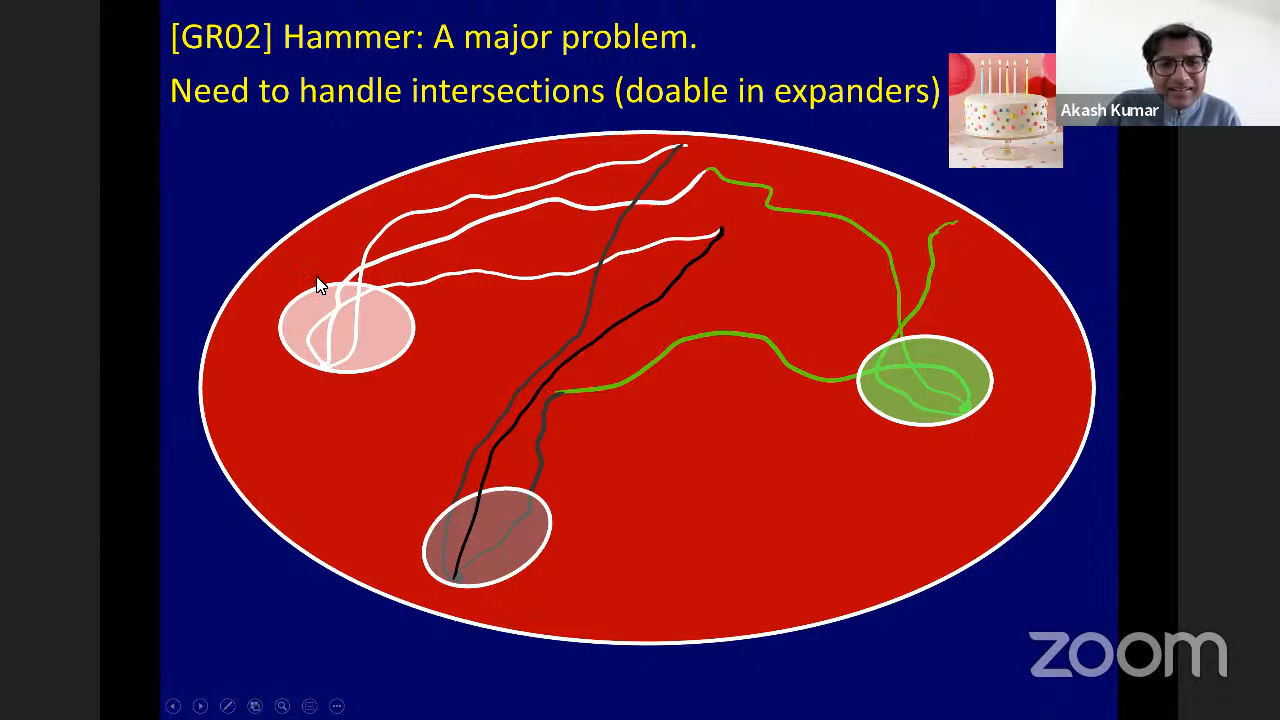 [GR02] Hammer: A major problem.
Need to handle intersections (doable in expanders)
Akash Kumar
zoom